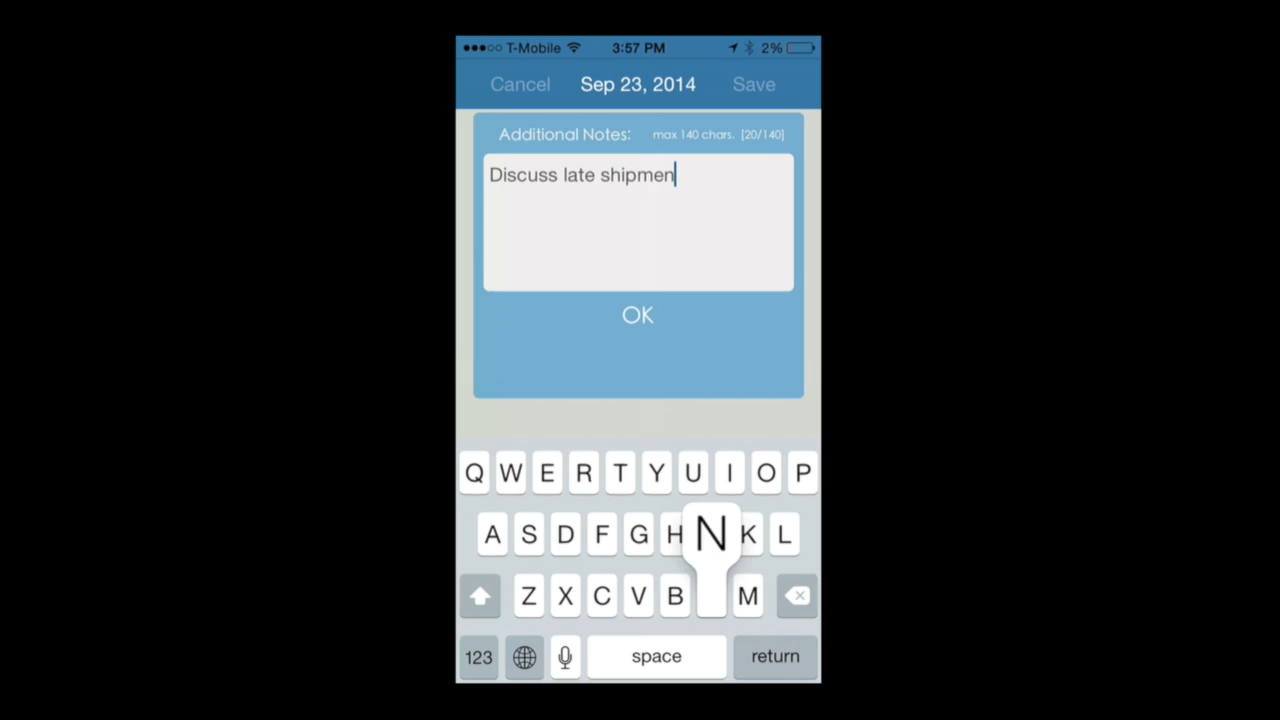 T-Mobile 3:57 PM 2%
Cancel Sep 23, 2014 Save
Additional Notes: max 140 chars. [20/140]
Discuss late shipmen
OK
Q W E R T Y U I O P
A S D F G H N K L
Z X C V B M
123 space return